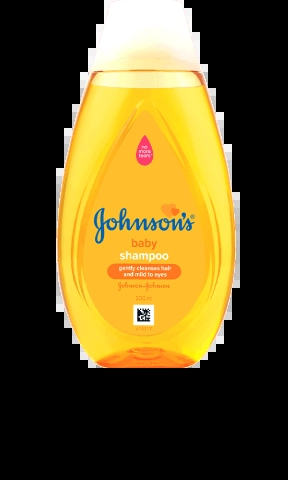 no
more
tears®
Johnson's®
baby
shampoo
gently cleanses hair
and mild to eyes
Johnson & Johnson
200 ml